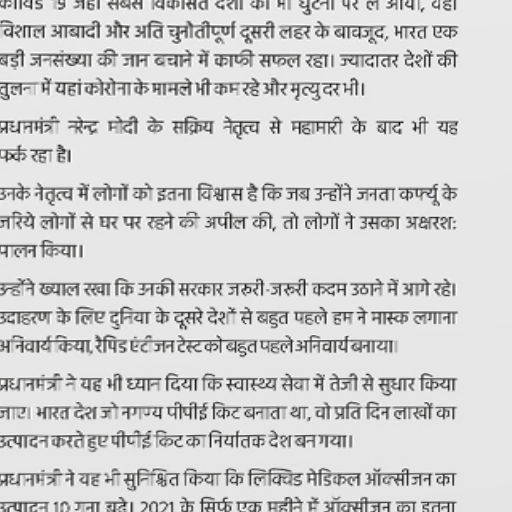 कोविड 19 जहां सबसे विकसित देशों को भी घुटनों पर ले आया, वहीं
विशाल आबादी और अति चुनौतीपूर्ण दूसरी लहर के बावजूद, भारत एक
बड़ी जनसंख्या की जान बचाने में काफी सफल रहा। ज्यादातर देशों की
तुलना में यहां कोरोना के मामले भी कम रहे और मृत्यु दर भी।
प्रधानमंत्री नरेन्द्र मोदी के सक्रिय नेतृत्व से महामारी के बाद भी यह
फर्क रहा है।
उनके नेतृत्व में लोगों को इतना विश्वास है कि जब उन्होंने जनता कर्फ्यू के
जरिये लोगों से घर पर रहने की अपील की, तो लोगों ने उसका अक्षरश:
पालन किया।
उन्होंने ख्याल रखा कि उनकी सरकार जरूरी-जरूरी कदम उठाने में आगे रहे।
उदाहरण के लिए दुनिया के दूसरे देशों से बहुत पहले हम ने मास्क लगाना
अनिवार्य किया, रैपिड एंटीजन टेस्ट को बहुत पहले अनिवार्य बनाया।
प्रधानमंत्री ने यह भी ध्यान दिया कि स्वास्थ्य सेवा में तेजी से सुधार किया
जाए। भारत देश जो नगण्य पीपीई किट बनाता था, वो प्रति दिन लाखों का
उत्पादन करते हुए पीपीई किट का निर्यातक देश बन गया।
प्रधानमंत्री ने यह भी सुनिश्चित किया कि लिक्विड मेडिकल ऑक्सीजन का
उत्पादन 10 गुना बढ़े। 2021 के सिर्फ एक महीने में ऑक्सीजन का इतना